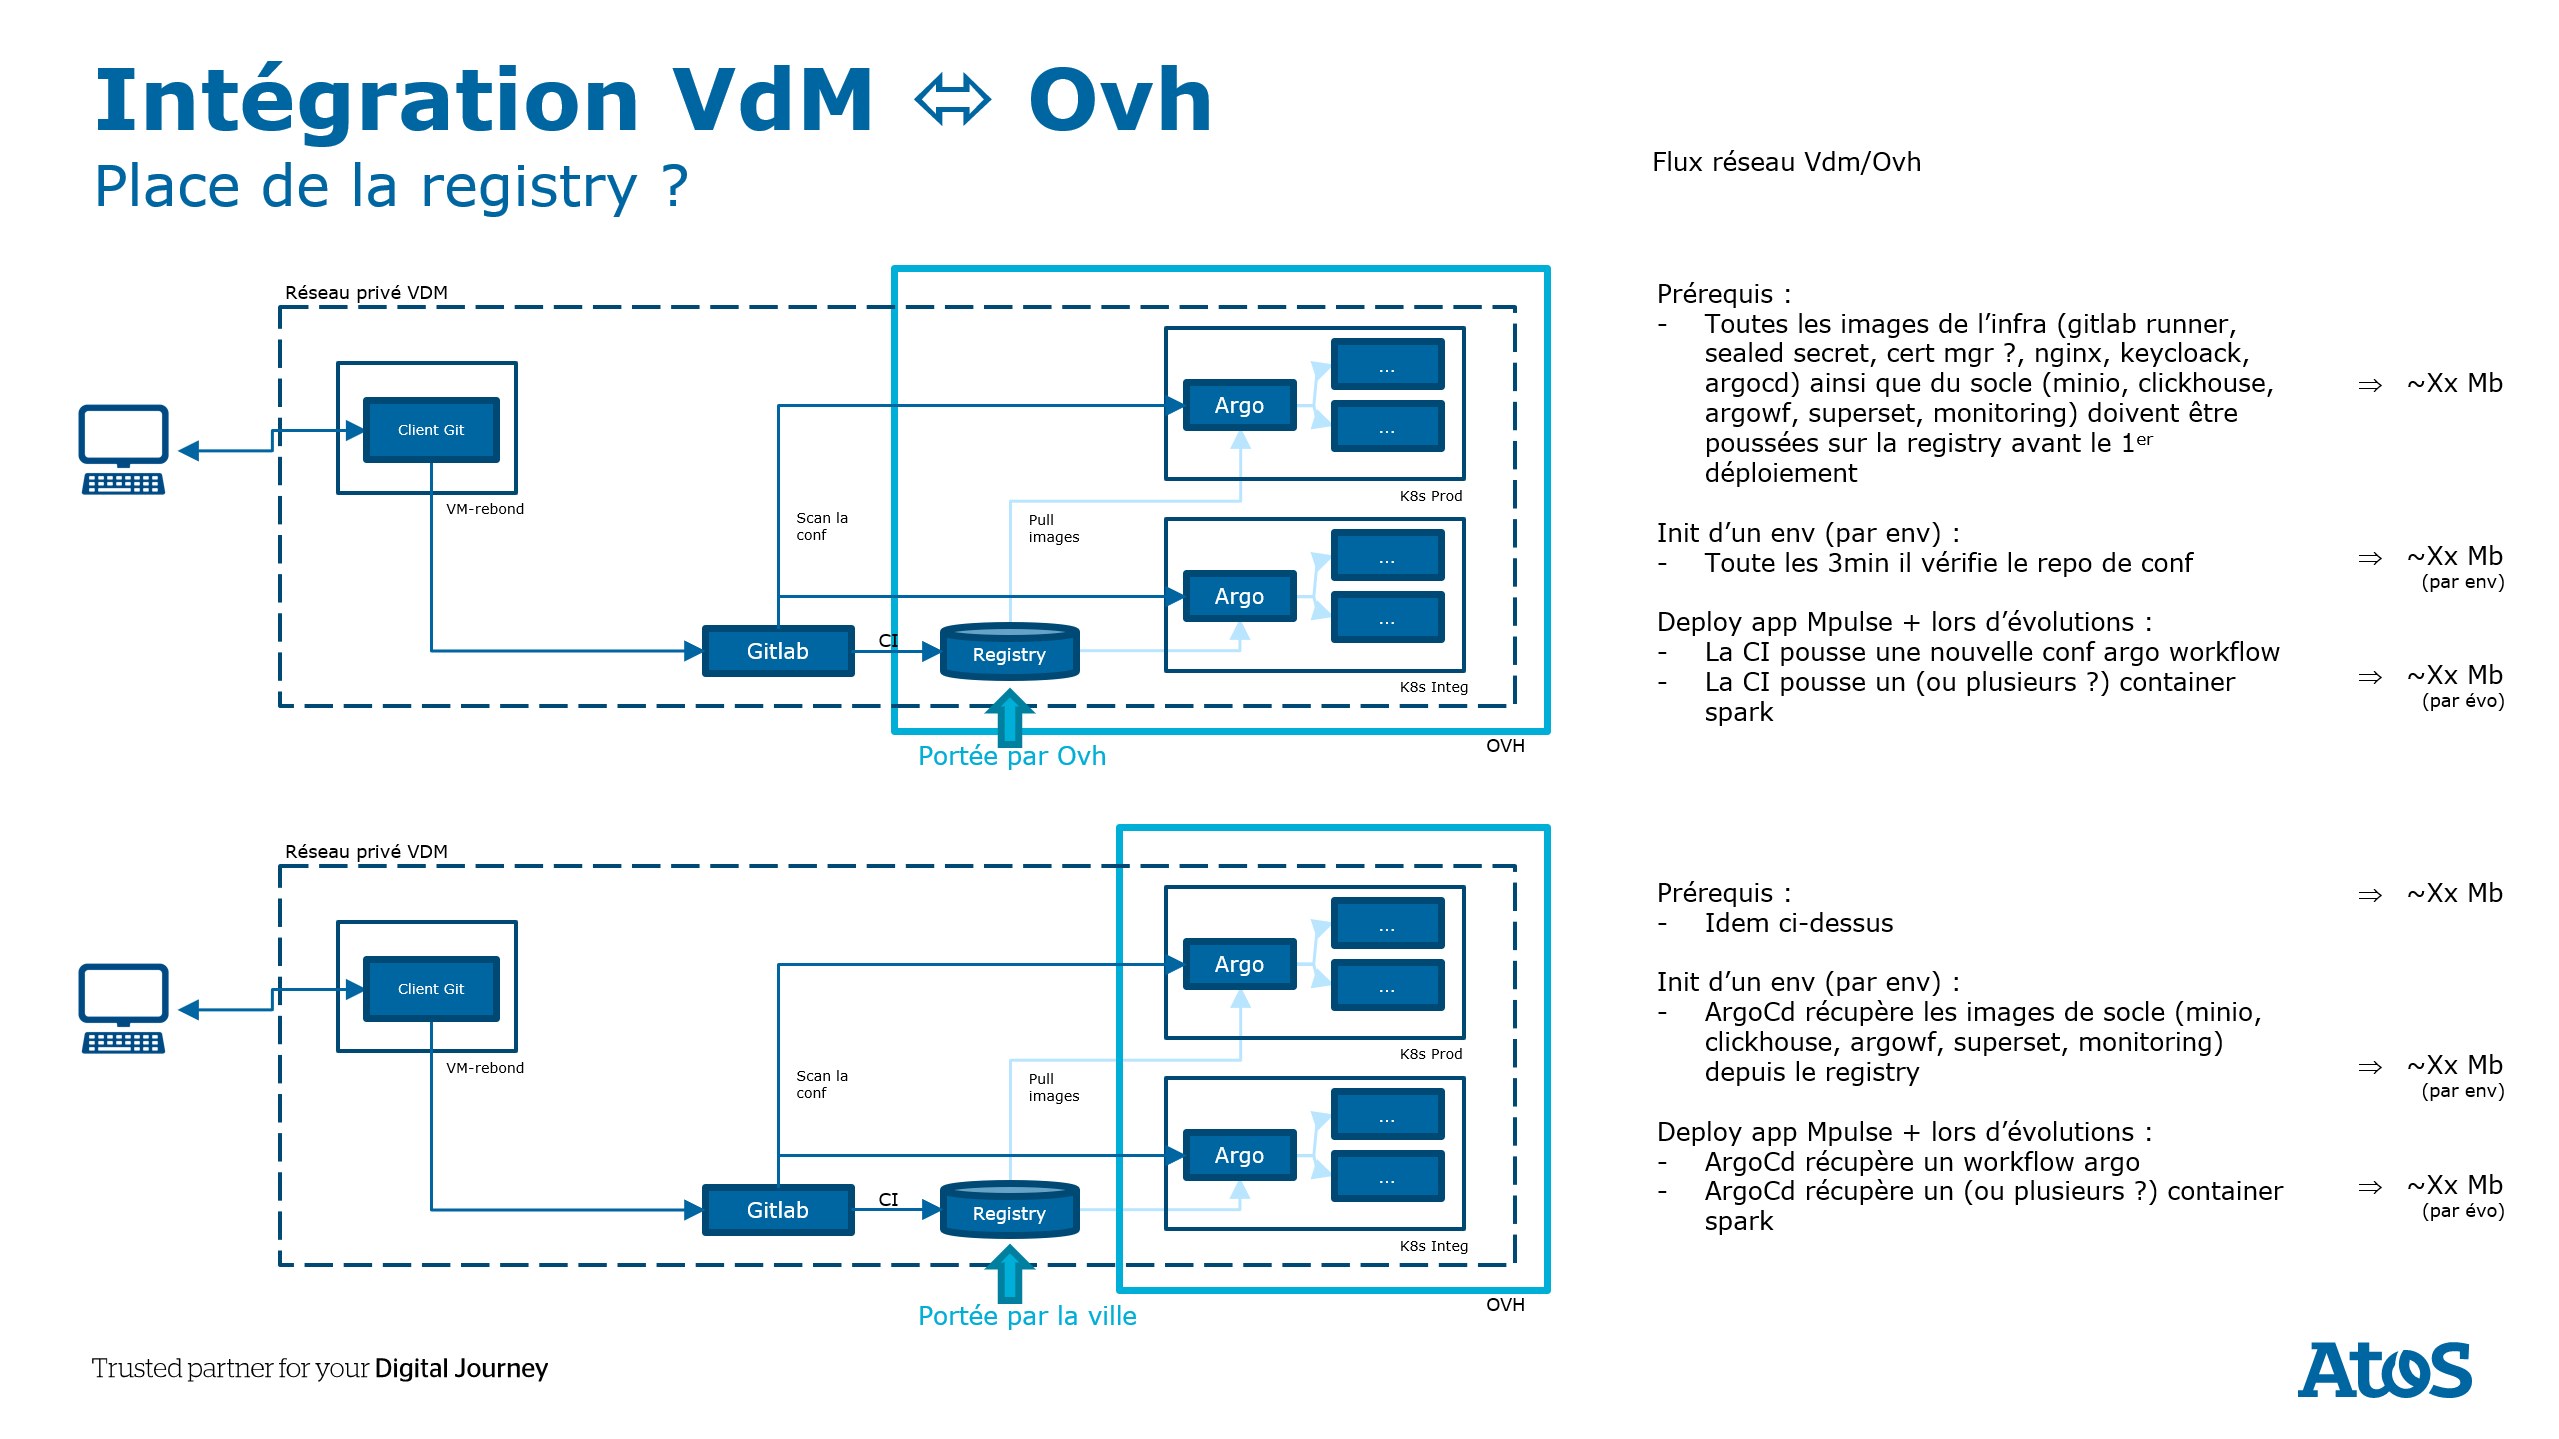 Intégration VdM ⬄ Ovh
Place de la registry ?
Flux réseau Vdm/Ovh
Réseau privé VDM
Client Git
VM-rebond
Scan la
conf
Pull
images
Argo
...
...
K8s Prod
Argo
...
...
K8s Integ
Gitlab
CI
Registry
Portée par Ovh
OVH
Prérequis :
- Toutes les images de l’infra (gitlab runner,
sealed secret, cert mgr ?, nginx, keycloack,
argocd) ainsi que du socle (minio, clickhouse,
argowf, superset, monitoring) doivent être
poussées sur la registry avant le 1er
déploiement
⇒ ~Xx Mb
Init d’un env (par env) :
- Toute les 3min il vérifie le repo de conf
⇒ ~Xx Mb
(par env)
Deploy app Mpulse + lors d’évolutions :
- La CI pousse une nouvelle conf argo workflow
- La CI pousse un (ou plusieurs ?) container
spark
⇒ ~Xx Mb
(par évo)
Réseau privé VDM
Client Git
VM-rebond
Scan la
conf
Pull
images
Argo
...
...
K8s Prod
Argo
...
...
K8s Integ
Gitlab
CI
Registry
Portée par la ville
OVH
Prérequis :
- Idem ci-dessus
⇒ ~Xx Mb
Init d’un env (par env) :
- ArgoCd récupère les images de socle (minio,
clickhouse, argowf, superset, monitoring)
depuis le registry
⇒ ~Xx Mb
(par env)
Deploy app Mpulse + lors d’évolutions :
- ArgoCd récupère un workflow argo
- ArgoCd récupère un (ou plusieurs ?) container
spark
⇒ ~Xx Mb
(par évo)
Trusted partner for your Digital Journey
Atos